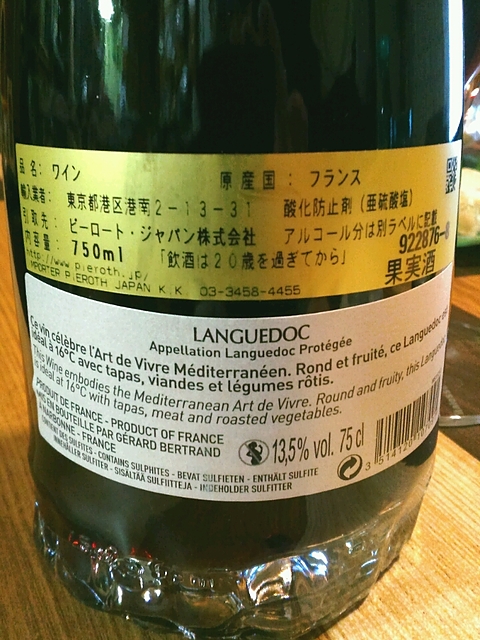 品名: ワイン 原産国: フランス
輸入業者: 東京都港区港南2-13-31 酸化防止剤(亜硫酸塩)
引取先: ピーロート・ジャパン株式会社 アルコール分は別ラベルに記載
内容量: 750ml 「飲酒は20歳を過ぎてから」 922876-
http://www.pieroth.jp/ 果実酒
IMPORTER PIEROTH JAPAN K.K. 03-3458-4455
LANGUEDOC
Appellation Languedoc Protégée
Ce vin célèbre l'Art de Vivre Méditerranéen. Rond et fruité, ce Languedoc est
idéal à 16°C avec tapas, viandes et légumes rôtis.
This Wine embodies the Mediterranean Art de Vivre. Round and fruity, this Languedoc
is ideal at 16°C with tapas, meat and roasted vegetables.
PRODUIT DE FRANCE - PRODUCT OF FRANCE
MIS EN BOUTEILLE PAR GÉRARD BERTRAND
À NARBONNE - FRANCE
13,5% vol. 75 cl
CONTIENT DES SULFITES - CONTAINS SULPHITES - BEVAT SULFIETEN - ENTHÄLT SULFITE
INNEHÅLLER SULFITER - SISÄLTÄÄ SULFIITTEJA - INDEHOLDER SULFITTER